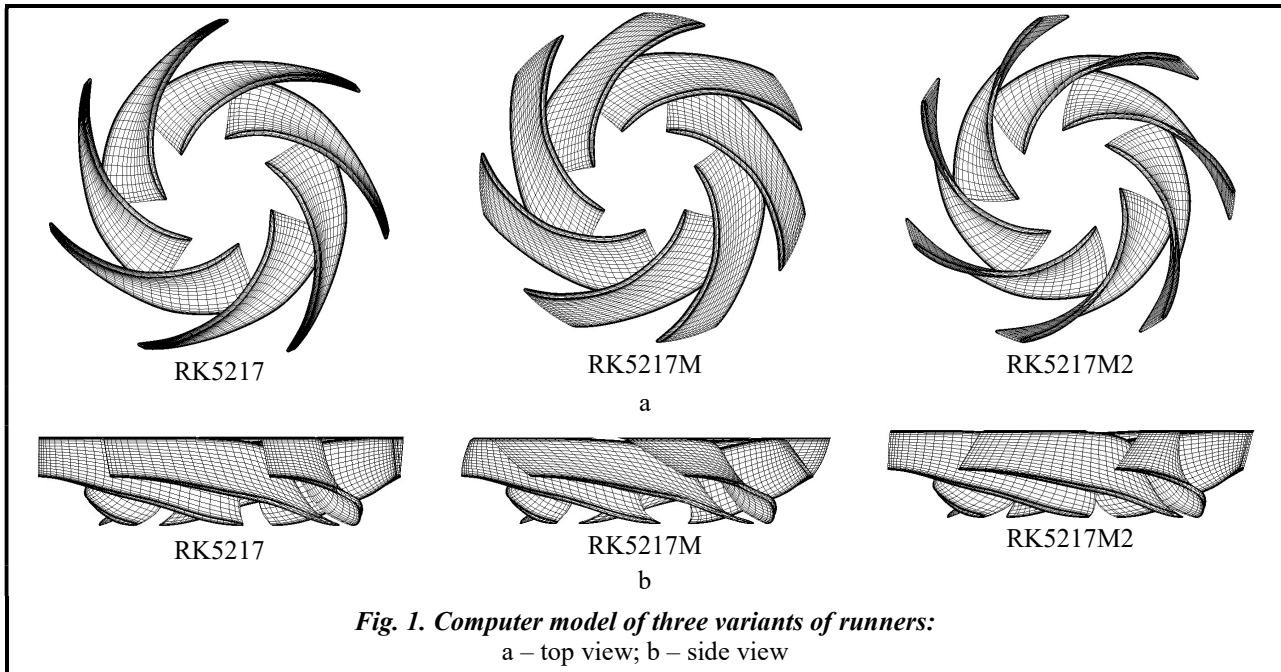 RK5217 RK5217M RK5217M2
a
RK5217 RK5217M RK5217M2
b
Fig. 1. Computer model of three variants of runners:
a – top view; b – side view